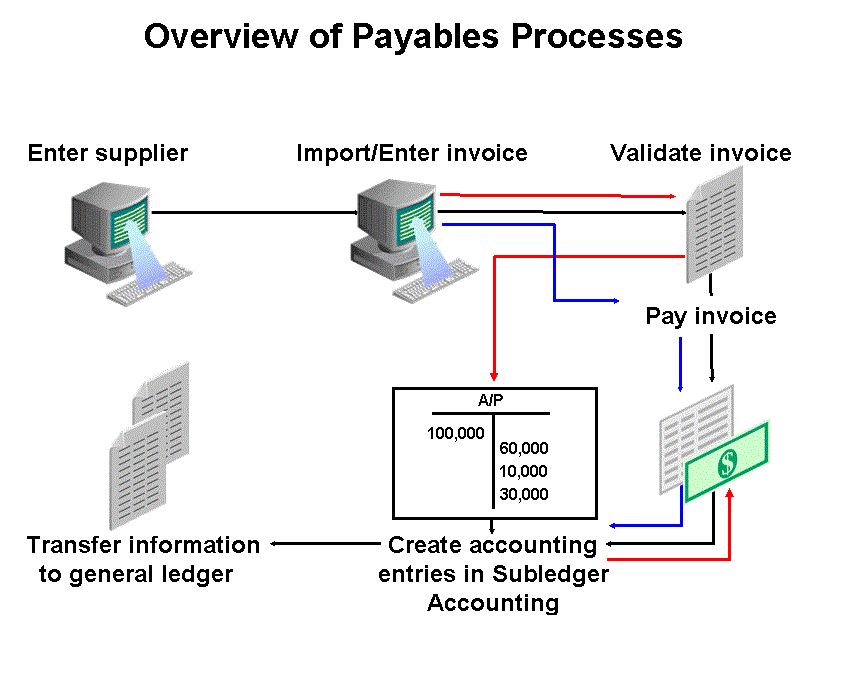 Overview of Payables Processes
Enter supplier
Import/Enter invoice
Validate invoice
Pay invoice
A/P
100,000
60,000
10,000
30,000
$
Transfer information
to general ledger
Create accounting
entries in Subledger
Accounting